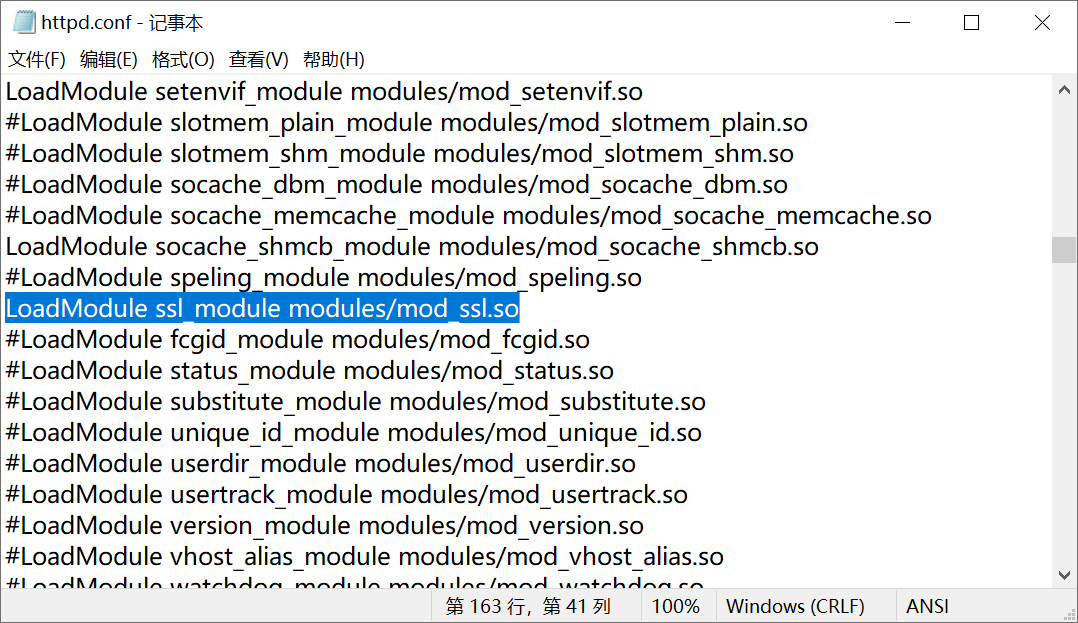 httpd.conf - 记事本
文件(F) 编辑(E) 格式(O) 查看(V) 帮助(H)
LoadModule setenvif_module modules/mod_setenvif.so
#LoadModule slotmem_plain_module modules/mod_slotmem_plain.so
#LoadModule slotmem_shm_module modules/mod_slotmem_shm.so
#LoadModule socache_dbm_module modules/mod_socache_dbm.so
#LoadModule socache_memcache_module modules/mod_socache_memcache.so
LoadModule socache_shmcb_module modules/mod_socache_shmcb.so
#LoadModule speling_module modules/mod_speling.so
LoadModule ssl_module modules/mod_ssl.so
#LoadModule fcgid_module modules/mod_fcgid.so
#LoadModule status_module modules/mod_status.so
#LoadModule substitute_module modules/mod_substitute.so
#LoadModule unique_id_module modules/mod_unique_id.so
#LoadModule userdir_module modules/mod_userdir.so
#LoadModule usertrack_module modules/mod_usertrack.so
#LoadModule version_module modules/mod_version.so
#LoadModule vhost_alias_module modules/mod_vhost_alias.so
#LoadModule watchdog_module modules/mod_watchdog.so
第 163 行，第 41 列 100% Windows (CRLF) ANSI